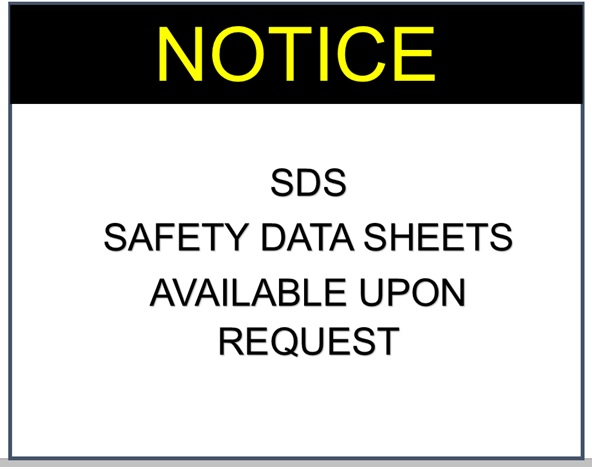 NOTICE
SDS
SAFETY DATA SHEETS
AVAILABLE UPON
REQUEST